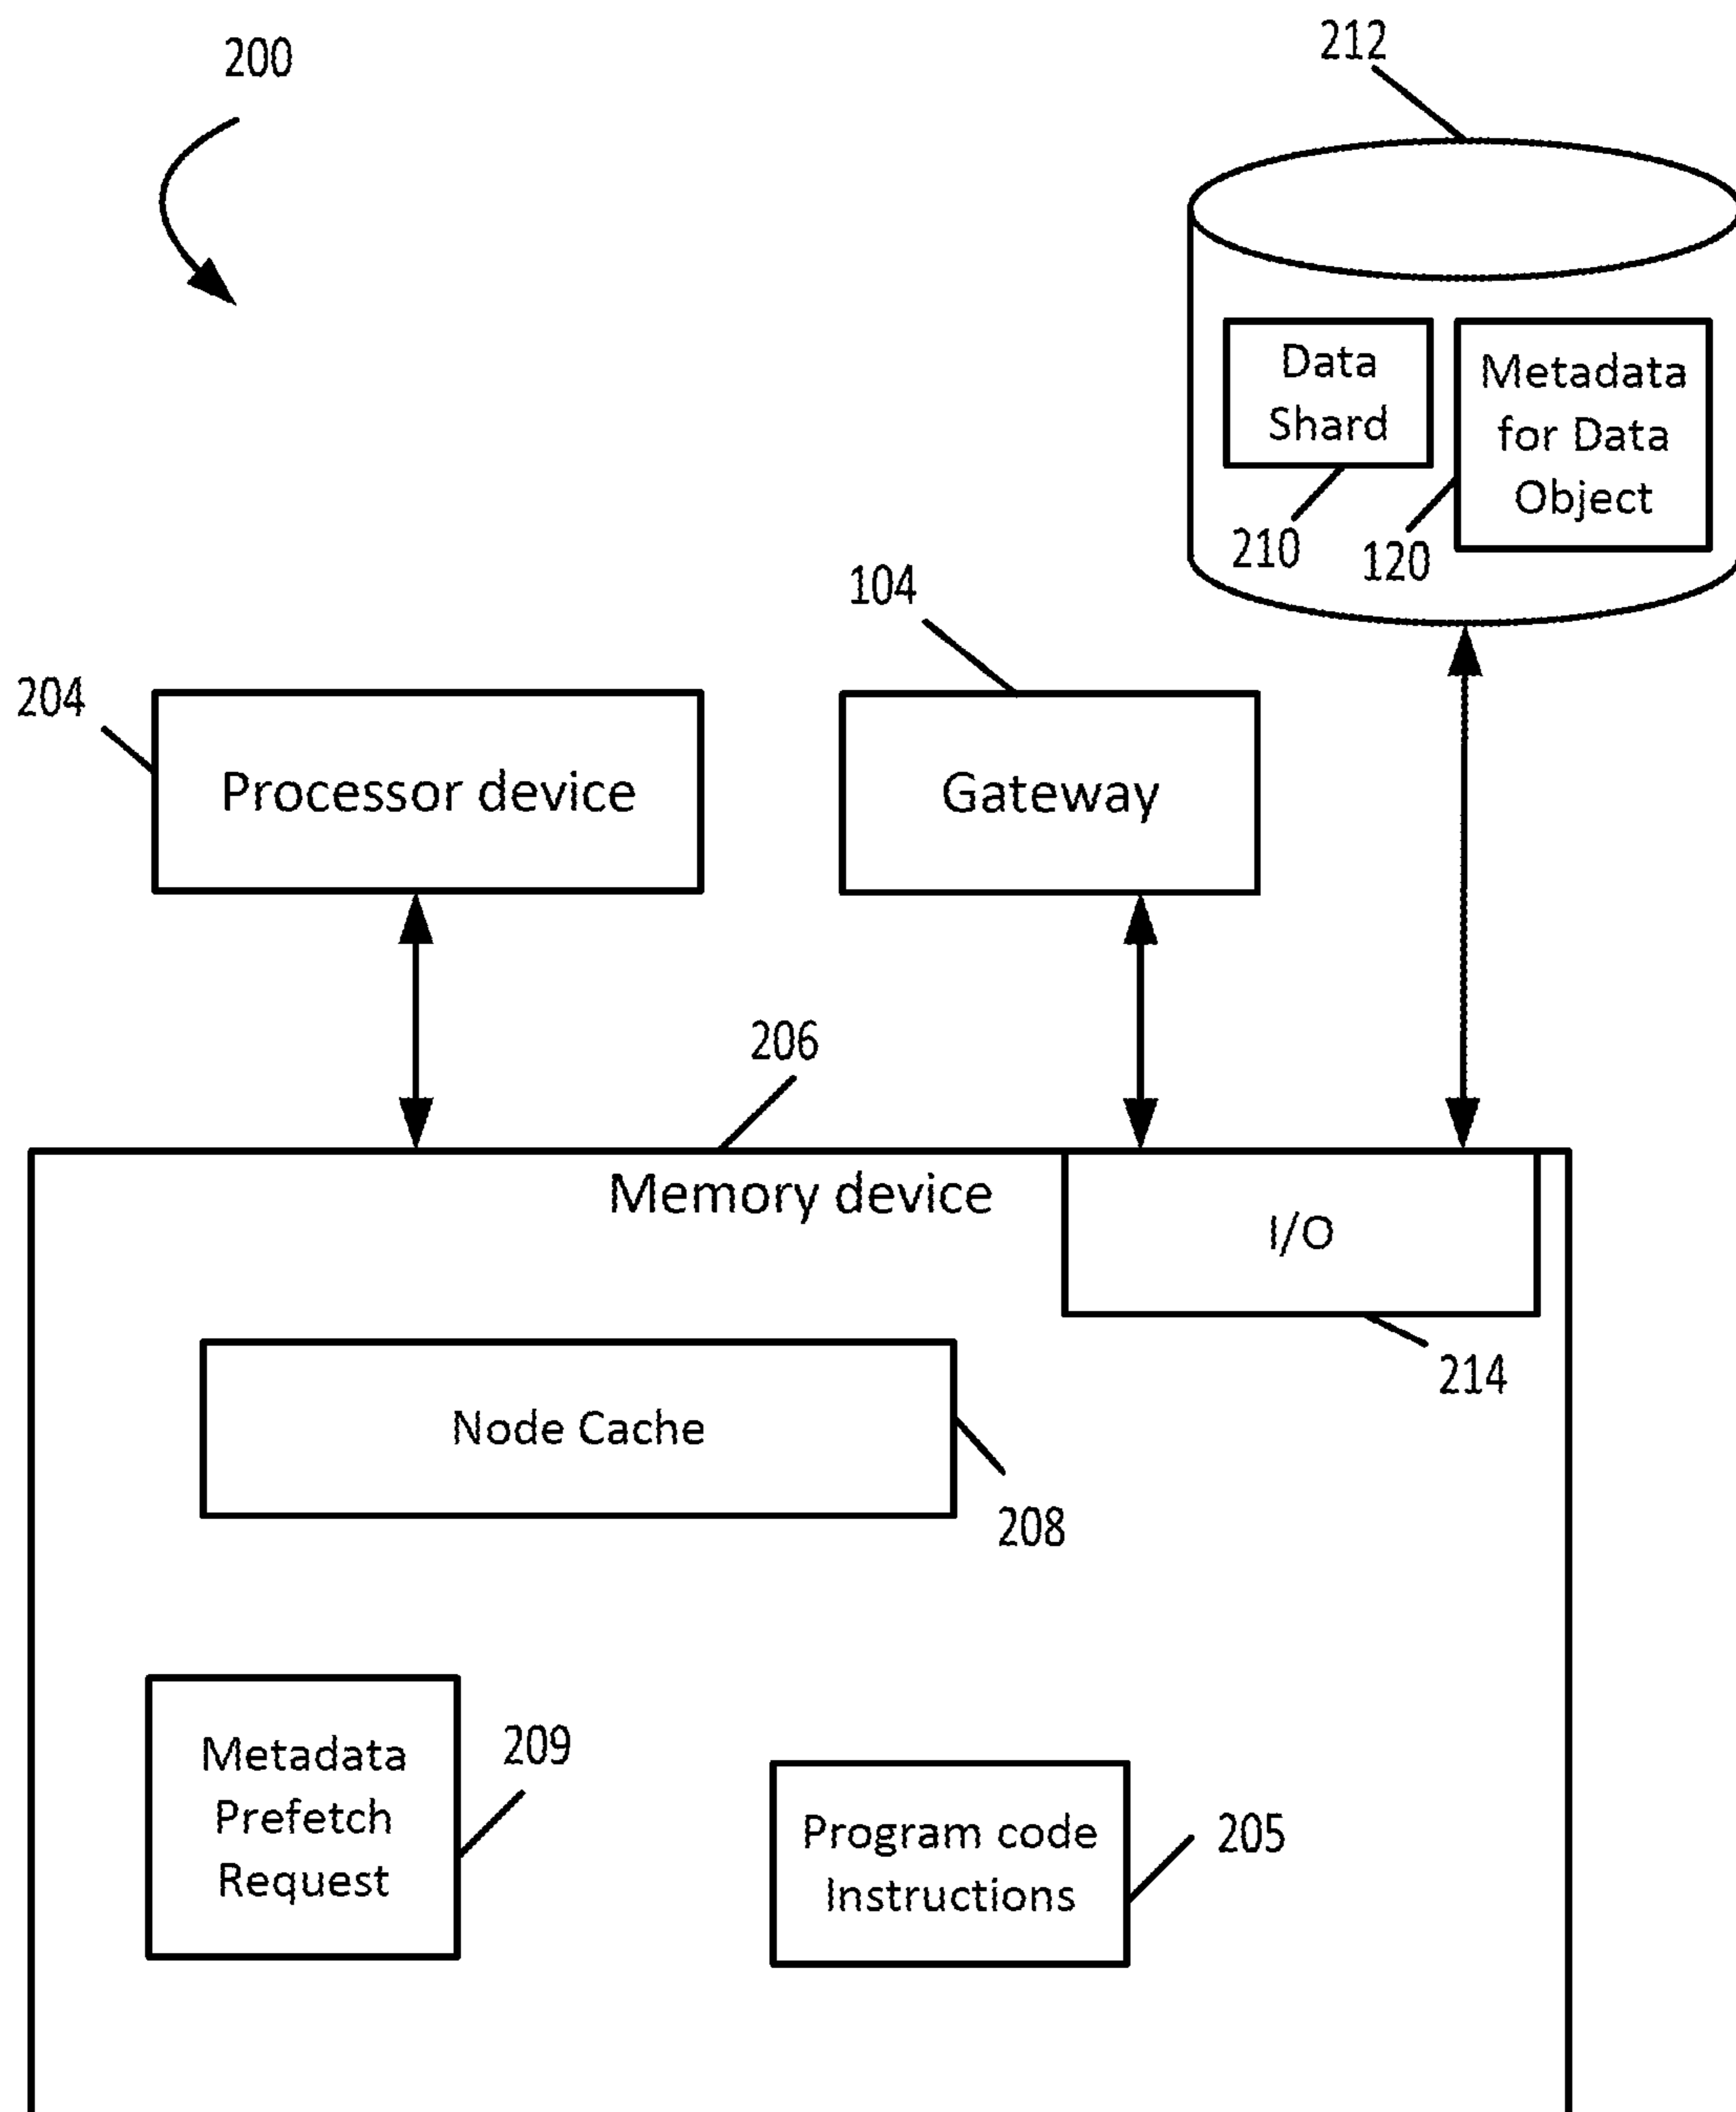 200
212
Data
Shard
Metadata
for Data
Object
210
120
104
204
Processor device
Gateway
206
Memory device
I/O
214
Node Cache
208
Metadata
Prefetch
Request
209
Program code
Instructions
205